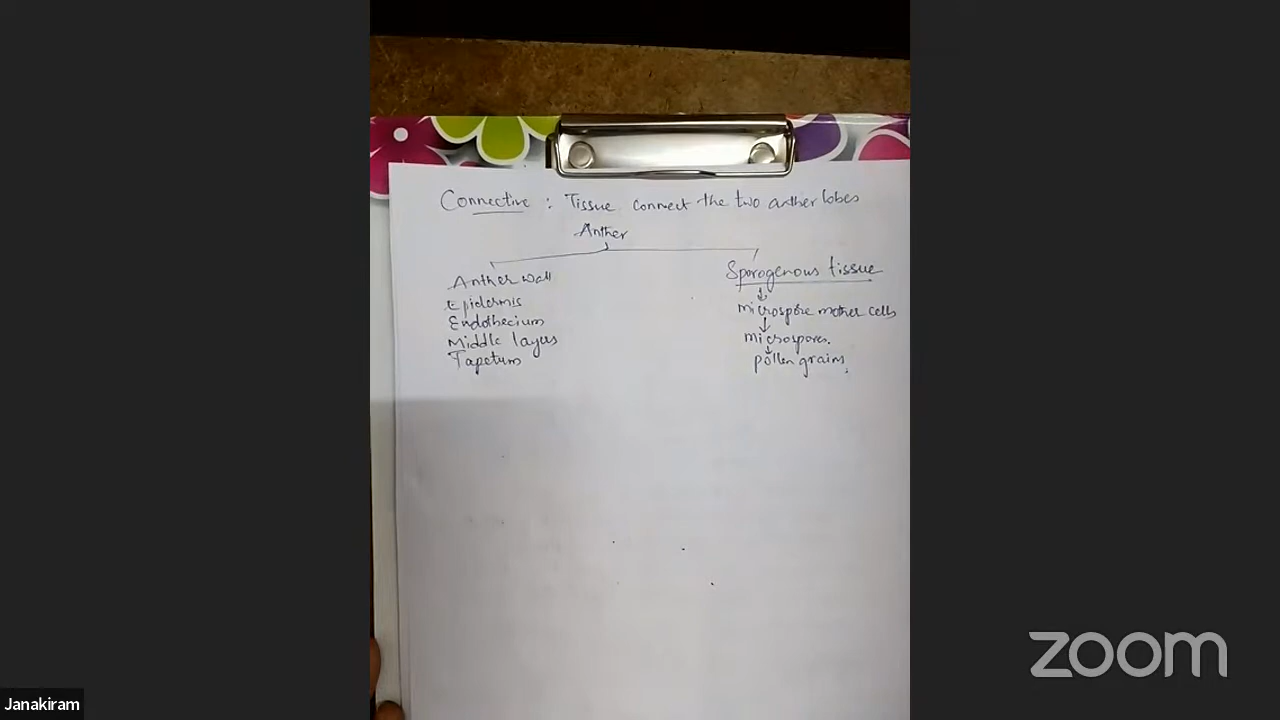 Connective : Tissue connect the two anther lobes
Anther
Anther wall
Epidermis
Endothecium
Middle layers
Tapetum
Sporogenous tissue
↓
microspore mother cells
↓
microspores.
↓
pollen grains,
zoom
Janakiram